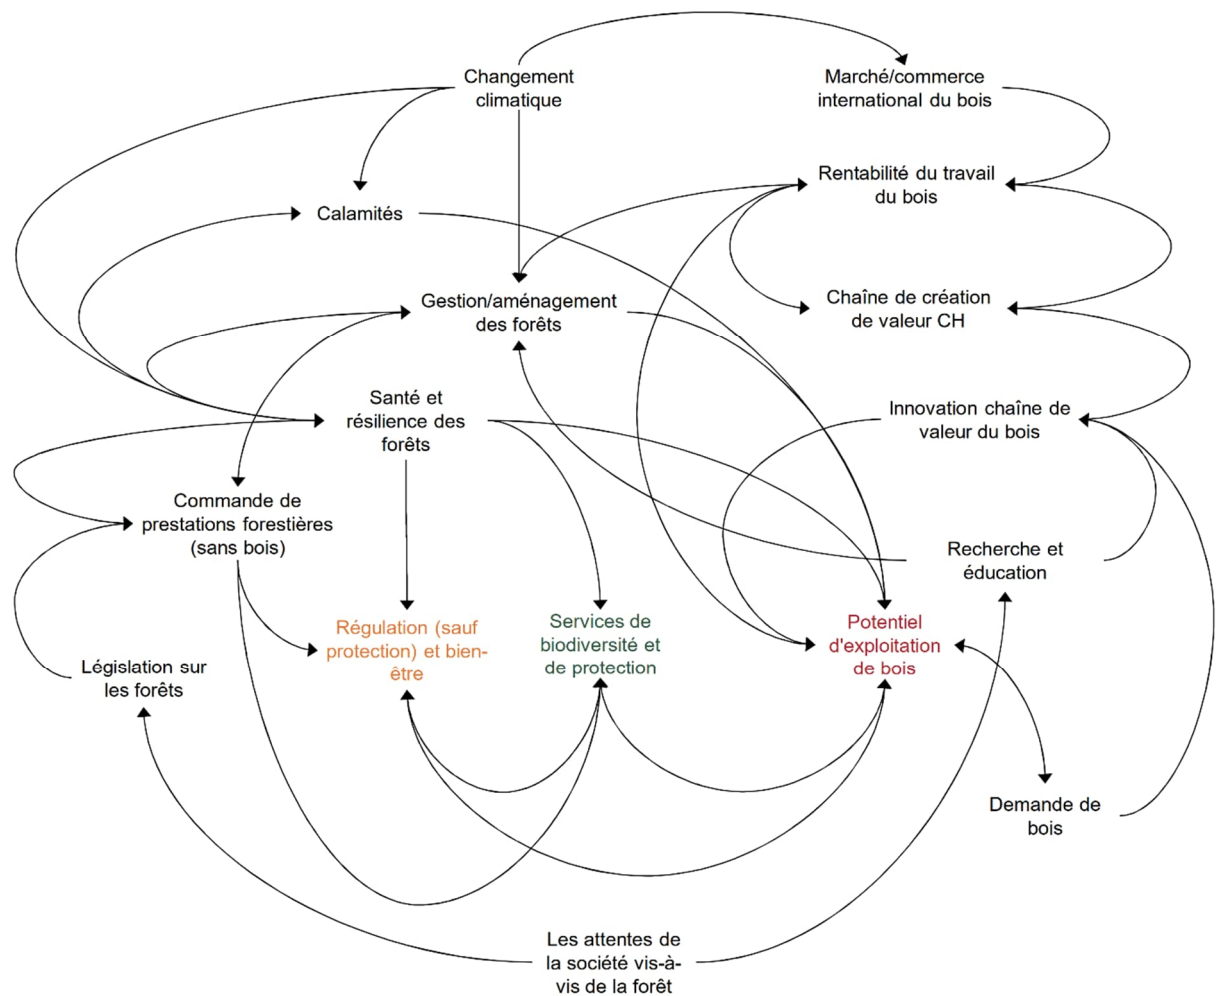 Changement
climatique
Marché/commerce
international du bois
Rentabilité du travail
du bois
Calamités
Gestion/aménagement
des forêts
Chaîne de création
de valeur CH
Santé et
résilience des
forêts
Innovation chaîne de
valeur du bois
Commande de
prestations forestières
(sans bois)
Recherche et
éducation
Régulation (sauf
protection) et bien-
être
Services de
biodiversité et
de protection
Potentiel
d'exploitation
de bois
Législation sur
les forêts
Demande de
bois
Les attentes de
la société vis-à-
vis de la forêt